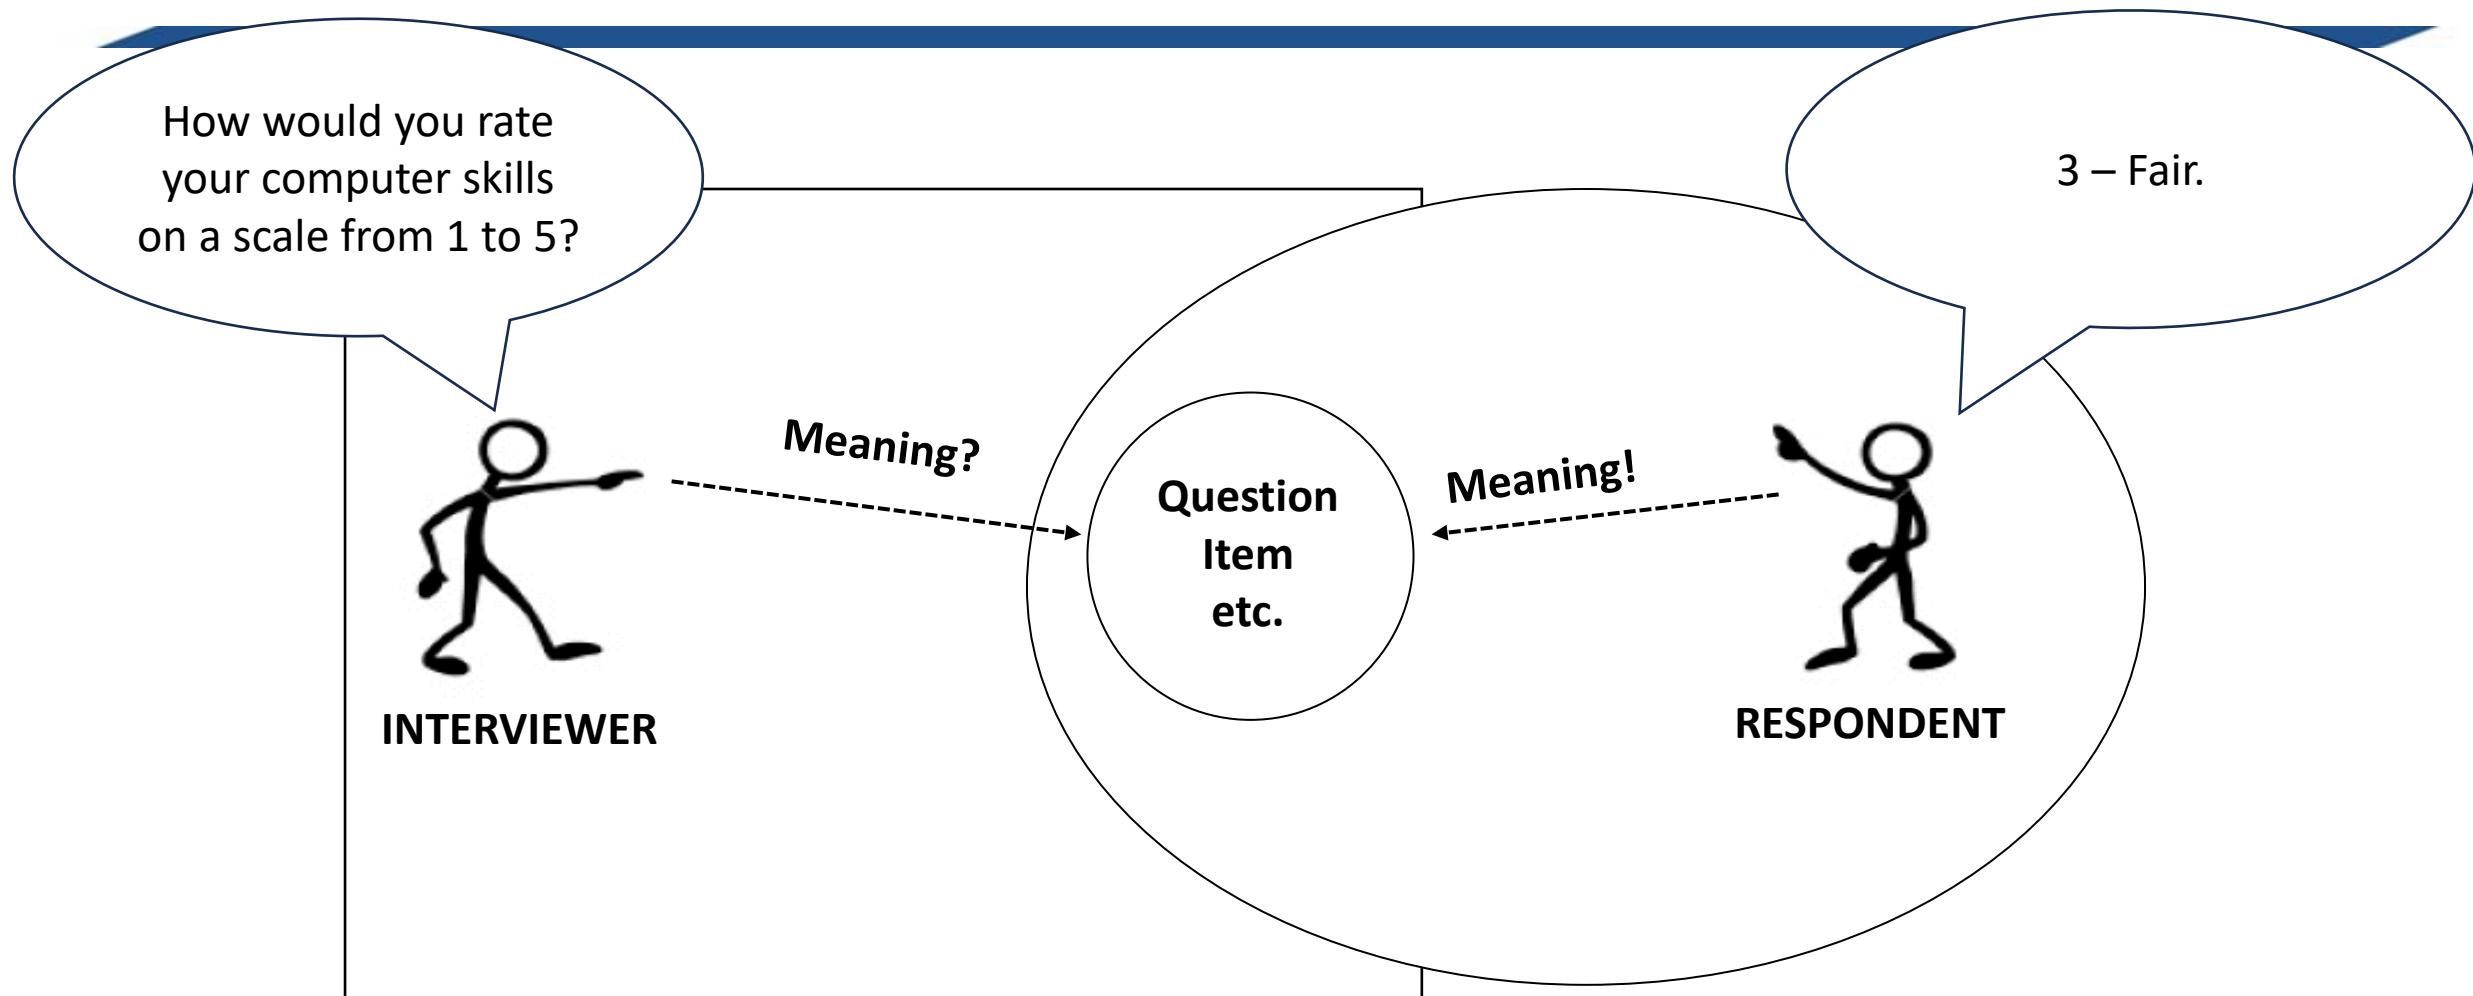 How would you rate
your computer skills
on a scale from 1 to 5?
3 – Fair.
Meaning?
Meaning!
Question
Item
etc.
INTERVIEWER
RESPONDENT